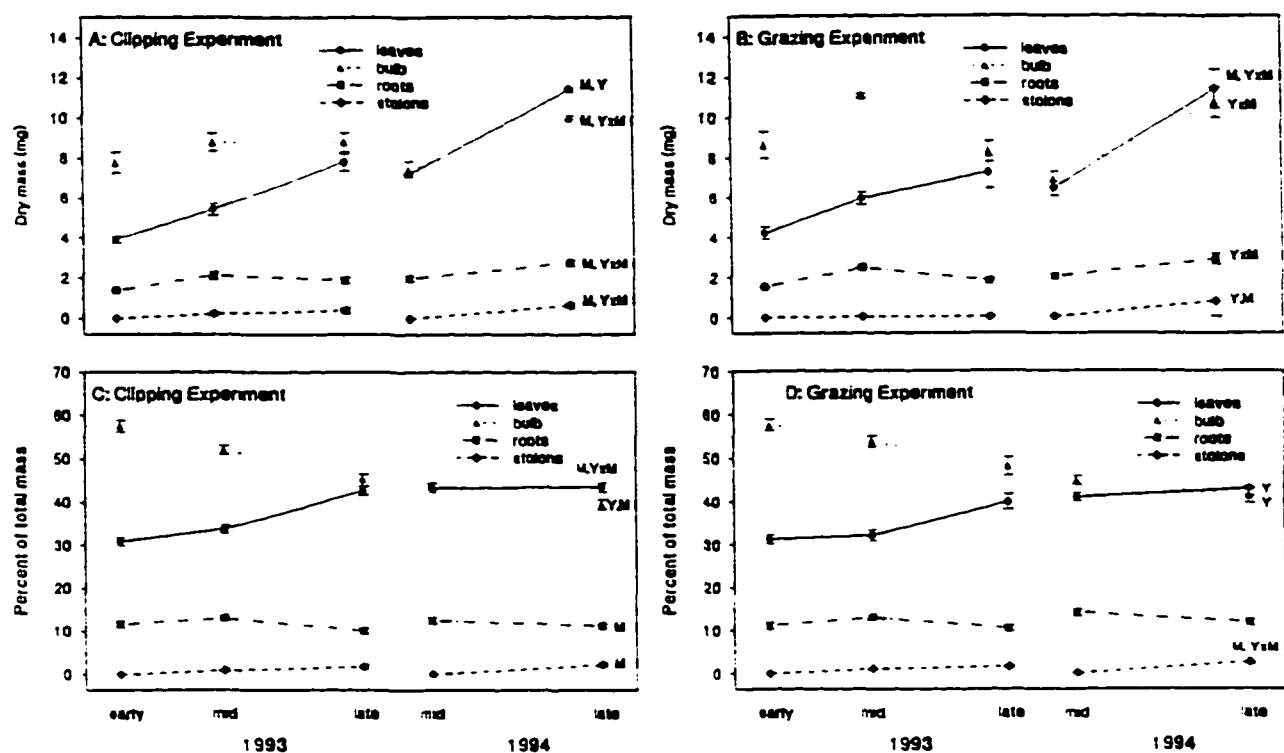 A: Clipping Experiment
leaves
bulb
roots
stolons
Dry mass (mg)
14
12
10
8
6
4
2
0
M, Y
M, YxM
M, YxM
M, YxM
B: Grazing Experiment
leaves
bulb
roots
stolons
Dry mass (mg)
14
12
10
8
6
4
2
0
M, YxM
YxM
YxM
Y,M
C: Clipping Experiment
leaves
bulb
roots
stolons
Percent of total mass
70
60
50
40
30
20
10
0
M,YxM
Y,M
M
M
early mid late mid late
1993 1994
D: Grazing Experiment
leaves
bulb
roots
stolons
Percent of total mass
70
60
50
40
30
20
10
0
Y
Y
M, YxM
early mid late mid late
1993 1994